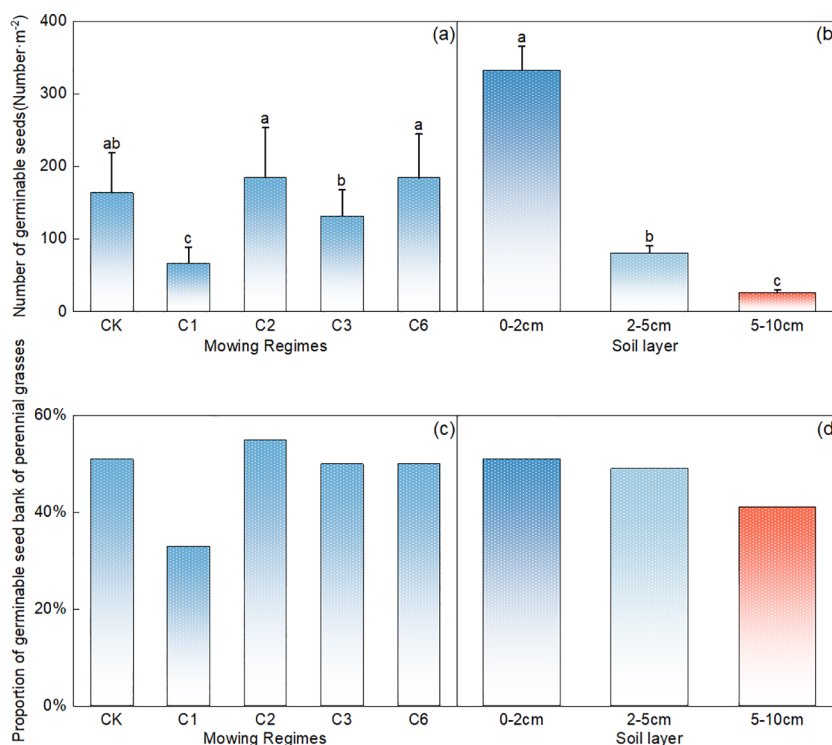 Number of germinable seeds(Number·m-2)
400
300
200
100
0
(a)
ab
c
a
b
a
CK C1 C2 C3 C6
Mowing Regimes
(b)
a
b
c
0-2cm 2-5cm 5-10cm
Soil layer
Proportion of germinable seed bank of perennial grasses
60%
40%
20%
0%
(c)
CK C1 C2 C3 C6
Mowing Regimes
(d)
0-2cm 2-5cm 5-10cm
Soil layer